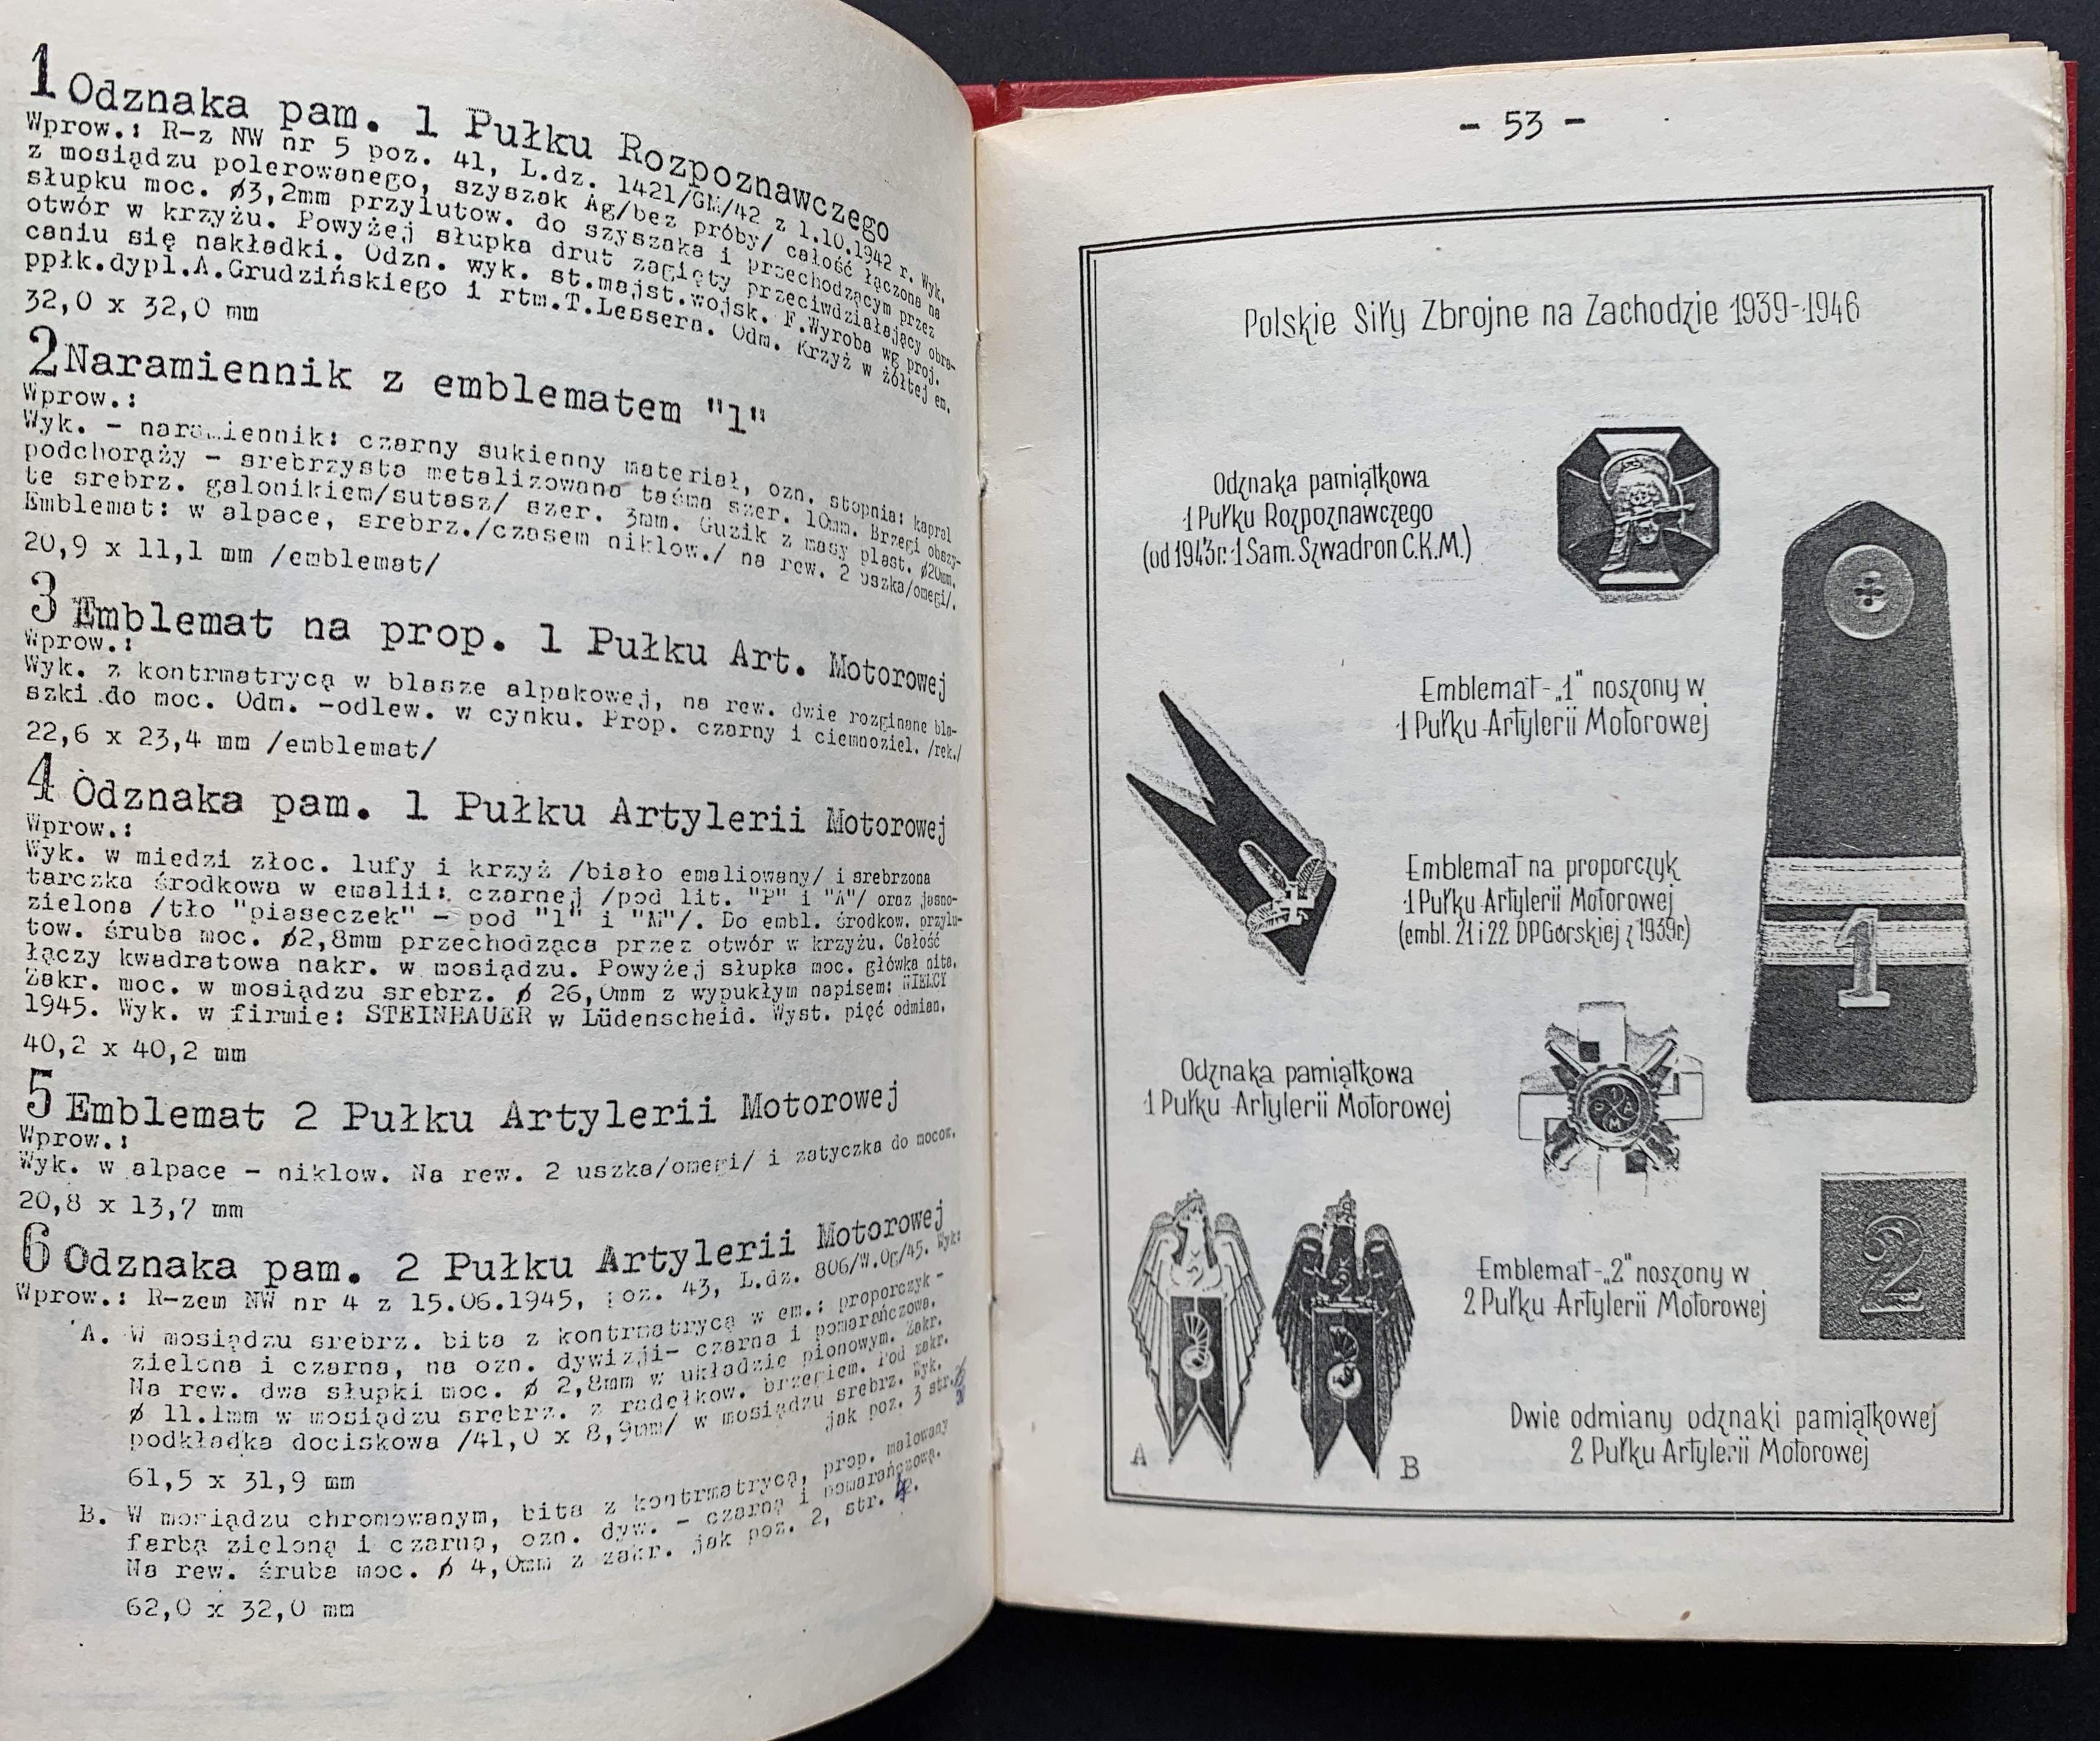 1 Odznaka pam. 1 Pułku Rozpoznawczego
Wprow.: R-z NW nr 5 poz. 41, L.dz. 1421/GM/42 z 1.10.1942 r. Wyk.
z mosiądzu polerowanego, szyszak Ag/bez próby/ całość łączona na
słupku moc. ø3,2mm przylutow. do szyszaka i przechodzącym przez
otwór w krzyżu. Powyżej słupka drut zagięty przeciwdziałający obra-
caniu się nakładki. Odzn. wyk. st.majst.wojsk. F.Wyroba wg proj.
ppłk.dypl.A.Grudzińskiego i rtm.T.Lessera. Odm. Krzyż w żółtej em.
32,0 x 32,0 mm
2 Naramiennik z emblematem "1"
Wprow.:
Wyk. - naramiennik: czarny sukienny materiał, ozn. stopnia: kapral
podchorąży - srebrzysta metalizowana taśma szer. 10mm. Brzegi obszy-
te srebrz. galonikiem/sutasz/ szer. 3mm. Guzik z masy plast. ø20mm.
Emblemat: w alpace, srebrz./czasem niklow./ na rew. 2 uszka/omegi/.
20,9 x 11,1 mm /emblemat/
3 Emblemat na prop. 1 Pułku Art. Motorowej
Wprow.:
Wyk. z kontrmatrycą w blasze alpakowej, na rew. dwie rozginane bla-
szki do moc. Odm. -odlew. w cynku. Prop. czarny i ciemnoziel. /rek./
22,6 x 23,4 mm /emblemat/
4 Odznaka pam. 1 Pułku Artylerii Motorowej
Wprow.:
Wyk. w miedzi złoc. lufy i krzyż /biało emaliowany/ i srebrzona
tarczka środkowa w emalii: czarnej /pod lit. "P" i "A"/ oraz jasno-
zielona /tło "piaseczek" - pod "1" i "M"/. Do embl. środkow. przylu-
tow. śruba moc. ø2,8mm przechodząca przez otwór w krzyżu. Całość
łączy kwadratowa nakr. w mosiądzu. Powyżej słupka moc. główka nita.
Zakr. moc. w mosiądzu srebrz. ø 26,0mm z wypukłym napisem: NIEMCY
1945. Wyk. w firmie: STEINHAUER w Lüdenscheid. Wyst. pięć odmian.
40,2 x 40,2 mm
5 Emblemat 2 Pułku Artylerii Motorowej
Wprow.:
Wyk. w alpace - niklow. Na rew. 2 uszka/omegi/ i zatyczka do mocow.
20,8 x 13,7 mm
6 Odznaka pam. 2 Pułku Artylerii Motorowej
Wprow.: R-zem NW nr 4 z 15.06.1945, poz. 43, L.dz. 806/W.Og/45. Wyk:
A. W mosiądzu srebrz. bita z kontrmatrycą w em.: proporczyk -
zielona i czarna, na ozn. dywizji- czarna i pomarańczowa.
Na rew. dwa słupki moc. ø 2,8mm w układzie pionowym. Zakr.
ø 11.1mm w mosiądzu srebrz. z radełkow. brzegiem. Pod zakr.
podkładka dociskowa /41,0 x 8,9mm/ w mosiądzu srebrz. Wyk.
jak poz. 3 str.
61,5 x 31,9 mm
B. W mosiądzu chromowanym, bita z kontrmatrycą, prop. malowany
farbą zieloną i czarną, ozn. dyw. - czarną i pomarańczową.
Na rew. śruba moc. ø 4,0mm z zakr. jak poz. 2, str.
62,0 x 32,0 mm
- 53 -
Polskie Siły Zbrojne na Zachodzie 1939-1946
Odznaka pamiątkowa
1 Pułku Rozpoznawczego
(od 1943r. 1 Sam. Szwadron C.K.M.)
Emblemat-„1" noszony w
1 Pułku Artylerii Motorowej
Emblemat na proporczyk
1 Pułku Artylerii Motorowej
(embl. 21 i 22 DPGórskiej z 1939r.)
1
Odznaka pamiątkowa
1 Pułku Artylerii Motorowej
2
Emblemat-„2"noszony w
2 Pułku Artylerii Motorowej
2
A
B
Dwie odmiany odznaki pamiątkowej
2 Pułku Artylerii Motorowej